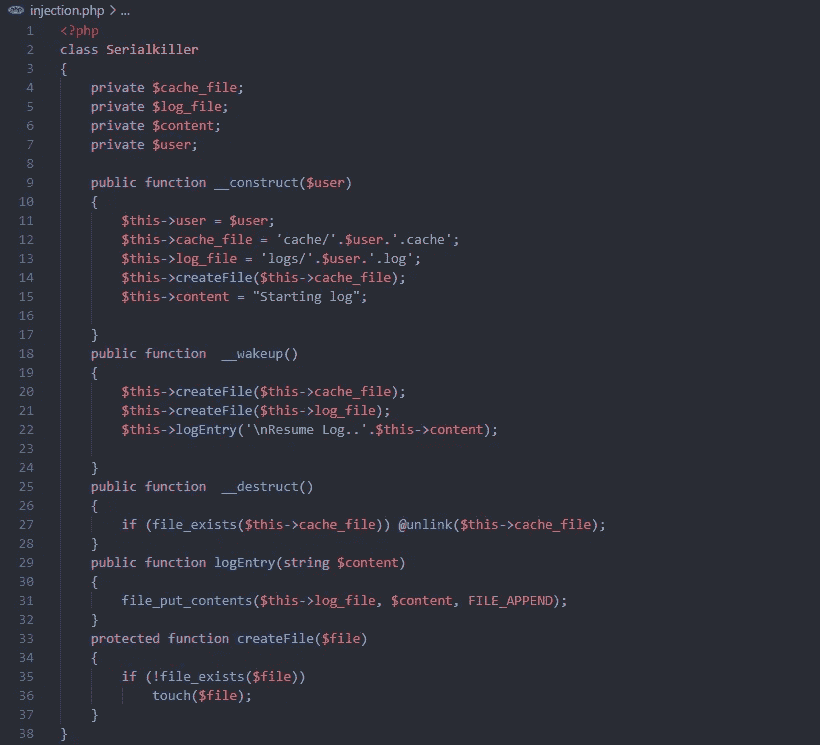 injection.php > ...
1 <?php
2 class Serialkiller
3 {
4 private $cache_file;
5 private $log_file;
6 private $content;
7 private $user;
8
9 public function __construct($user)
10 {
11 $this->user = $user;
12 $this->cache_file = 'cache/'.$user.'.cache';
13 $this->log_file = 'logs/'.$user.'.log';
14 $this->createFile($this->cache_file);
15 $this->content = "Starting log";
16
17 }
18 public function  __wakeup()
19 {
20 $this->createFile($this->cache_file);
21 $this->createFile($this->log_file);
22 $this->logEntry('\nResume Log..'.$this->content);
23
24 }
25 public function  __destruct()
26 {
27 if (file_exists($this->cache_file)) @unlink($this->cache_file);
28 }
29 public function logEntry(string $content)
30 {
31 file_put_contents($this->log_file, $content, FILE_APPEND);
32 }
33 protected function createFile($file)
34 {
35 if (!file_exists($file))
36 touch($file);
37 }
38 }